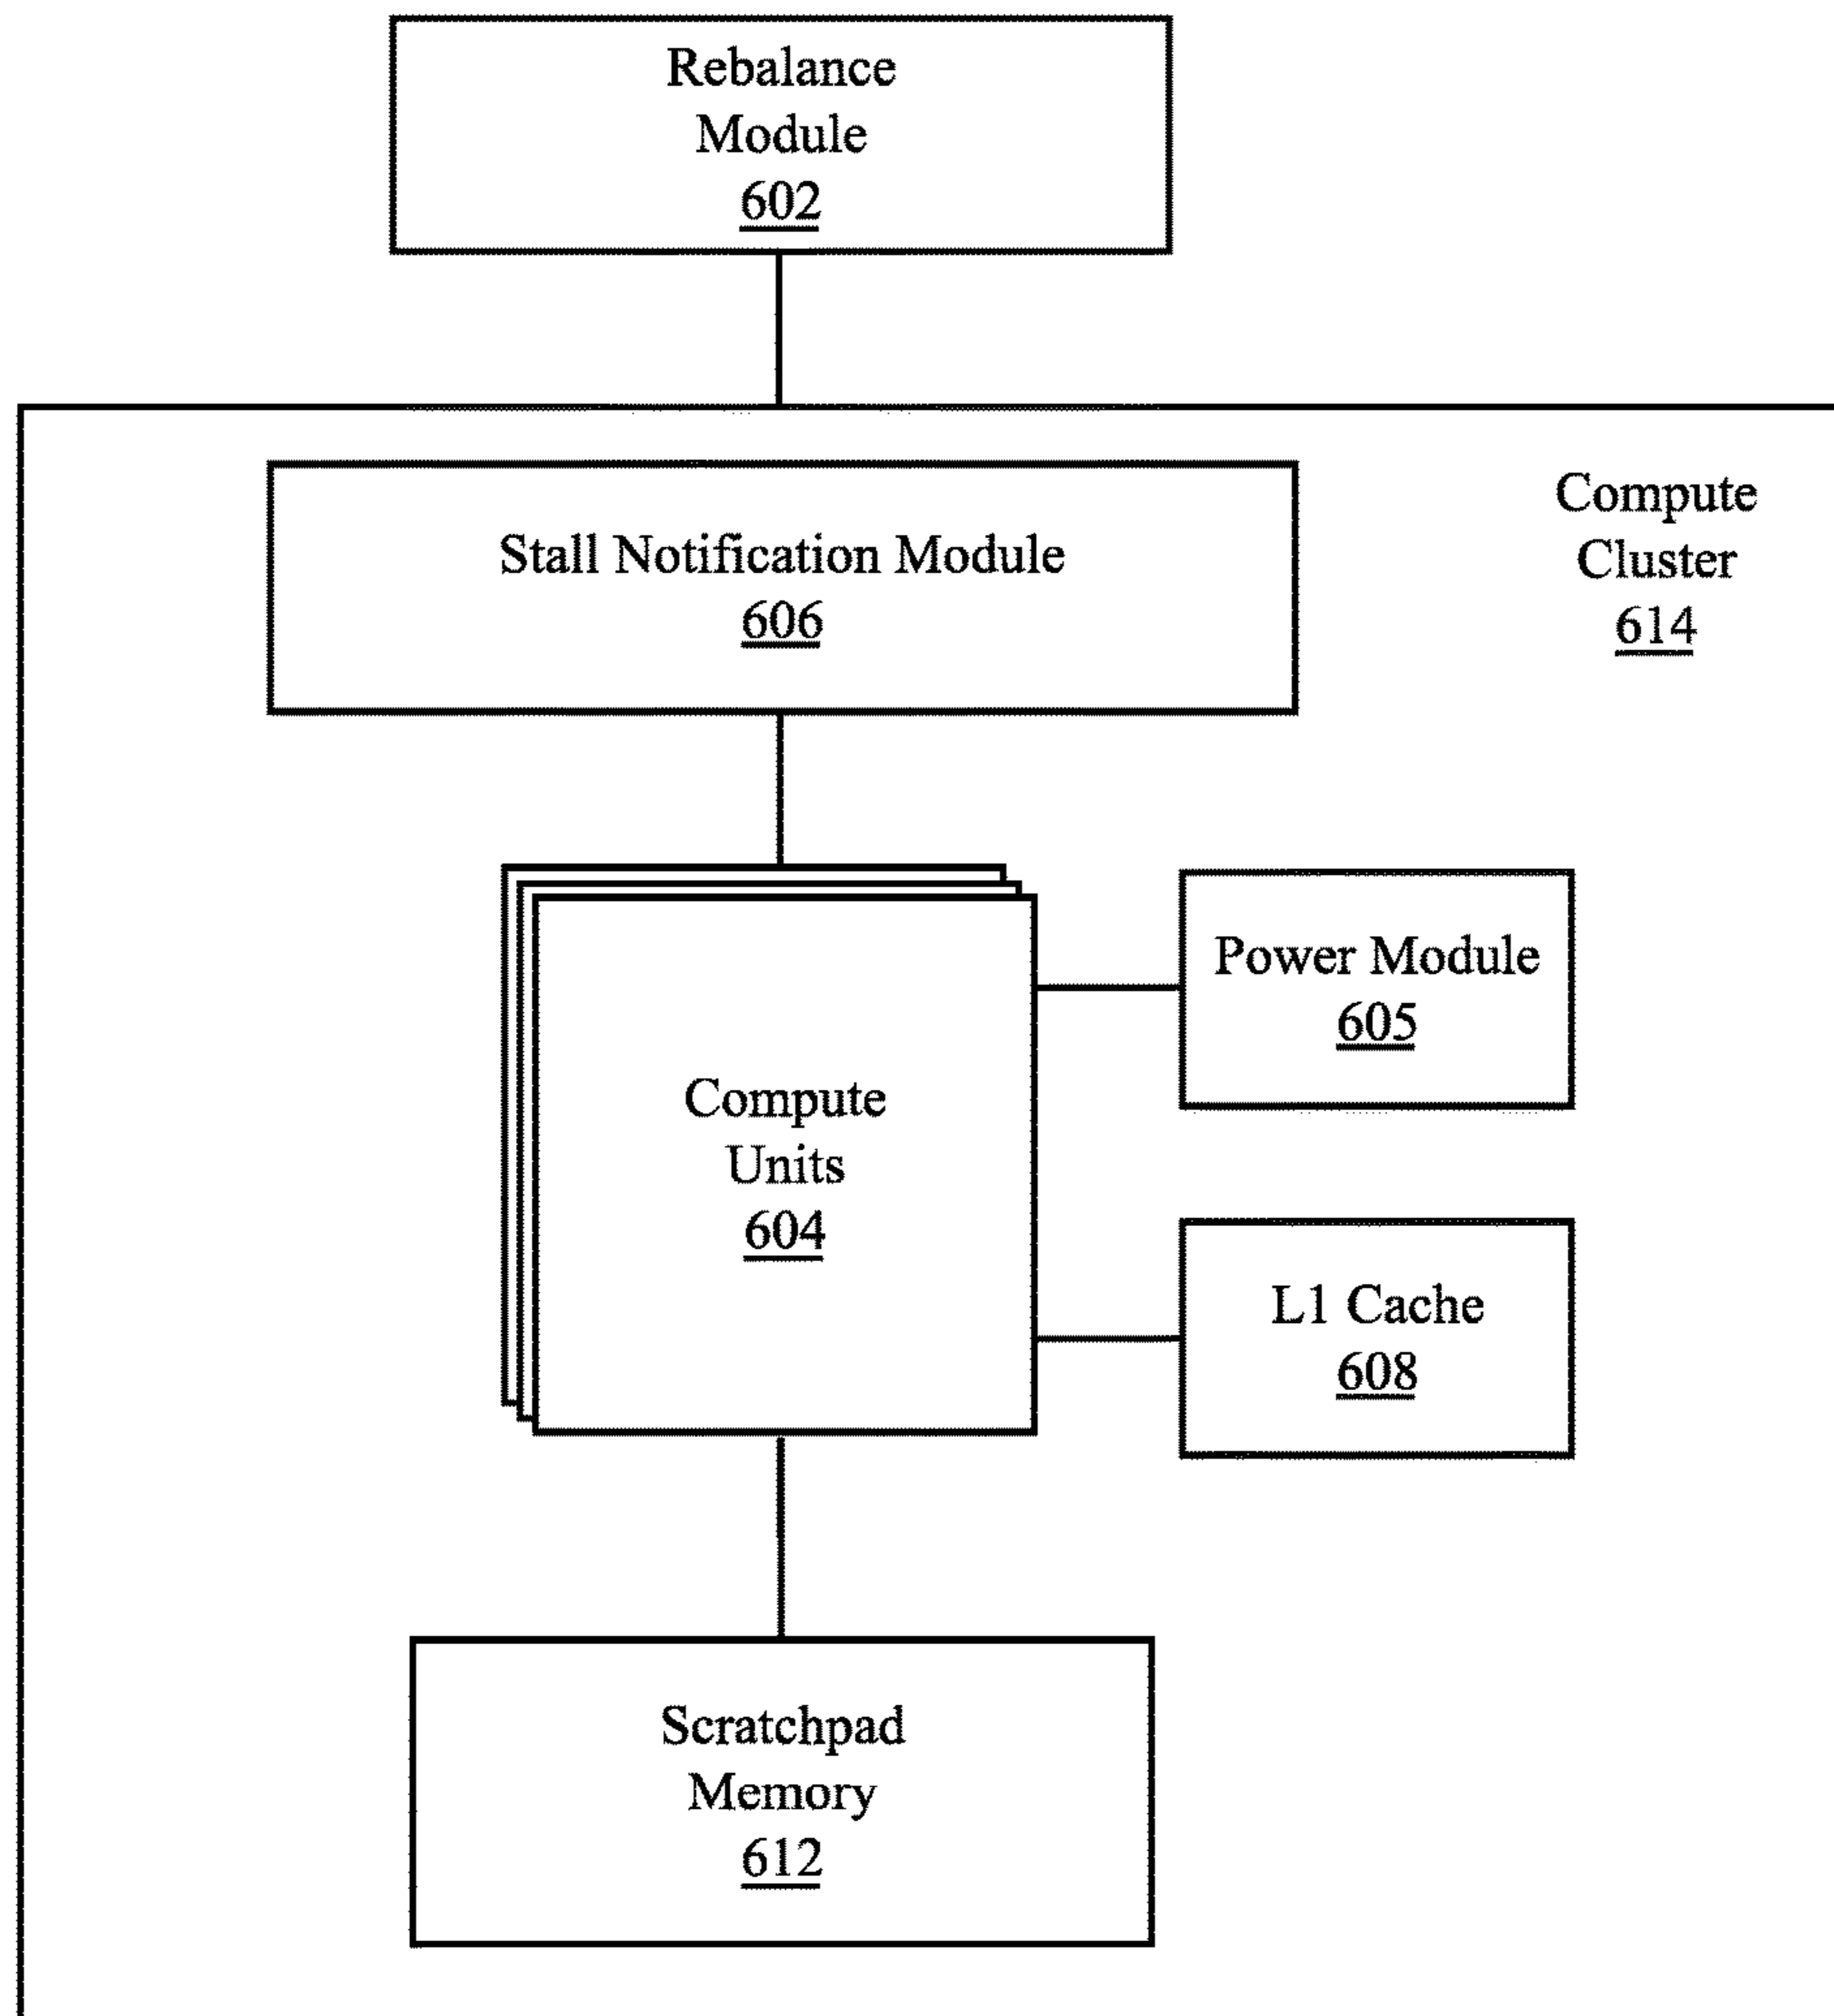 Rebalance
Module
602
Stall Notification Module
606
Compute
Cluster
614
Compute
Units
604
Power Module
605
L1 Cache
608
Scratchpad
Memory
612